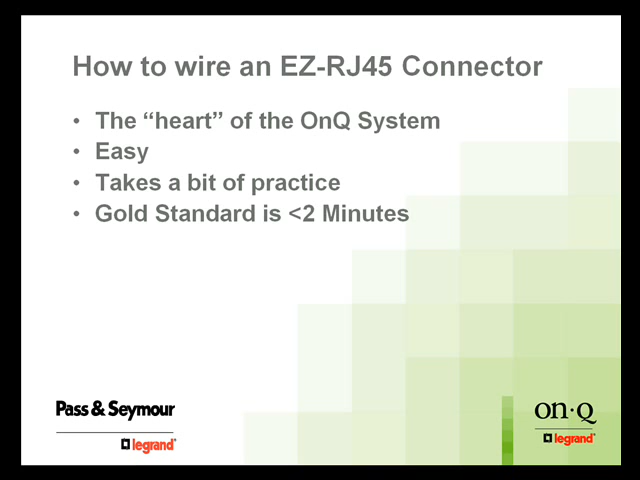 How to wire an EZ-RJ45 Connector
• The “heart” of the OnQ System
• Easy
• Takes a bit of practice
• Gold Standard is <2 Minutes
Pass & Seymour
legrand®
on·Q
legrand®